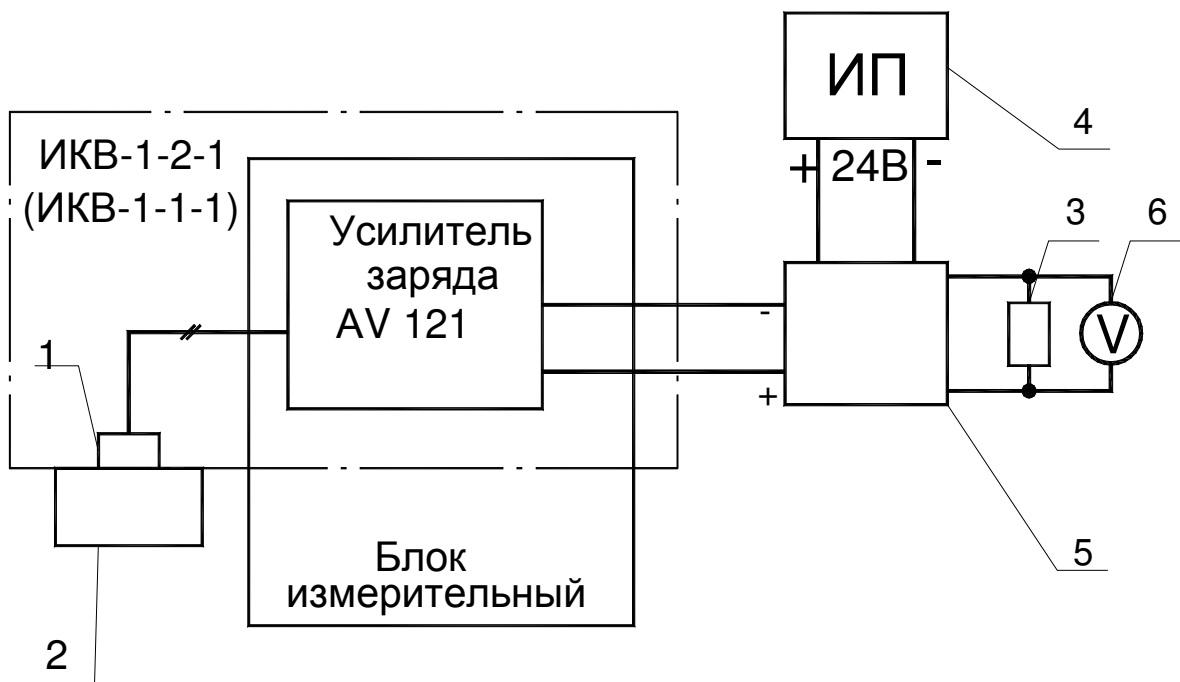 ИП
4
ИКВ-1-2-1
(ИКВ-1-1-1)
+ 24В -
Усилитель
заряда
AV 121
3
6
-
V
1
+
Блок
измерительный
5
2